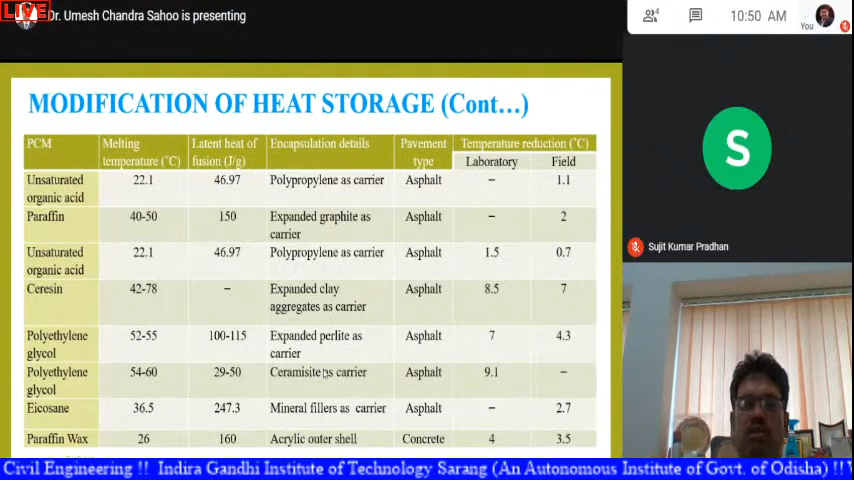 LIVE
Dr. Umesh Chandra Sahoo is presenting
4
10:50 AM
You
MODIFICATION OF HEAT STORAGE (Cont…)
PCM Melting temperature (˚C) Latent heat of fusion (J/g) Encapsulation details Pavement type Temperature reduction (˚C)
Laboratory Field
Unsaturated organic acid 22.1 46.97 Polypropylene as carrier Asphalt – 1.1
Paraffin 40-50 150 Expanded graphite as carrier Asphalt – 2
Unsaturated organic acid 22.1 46.97 Polypropylene as carrier Asphalt 1.5 0.7
Ceresin 42-78 – Expanded clay aggregates as carrier Asphalt 8.5 7
Polyethylene glycol 52-55 100-115 Expanded perlite as carrier Asphalt 7 4.3
Polyethylene glycol 54-60 29-50 Ceramisite as carrier Asphalt 9.1 –
Eicosane 36.5 247.3 Mineral fillers as carrier Asphalt – 2.7
Paraffin Wax 26 160 Acrylic outer shell Concrete 4 3.5
S
Sujit Kumar Pradhan
Civil Engineering !! Indira Gandhi Institute of Technology Sarang (An Autonomous Institute of Govt. of Odisha) !!